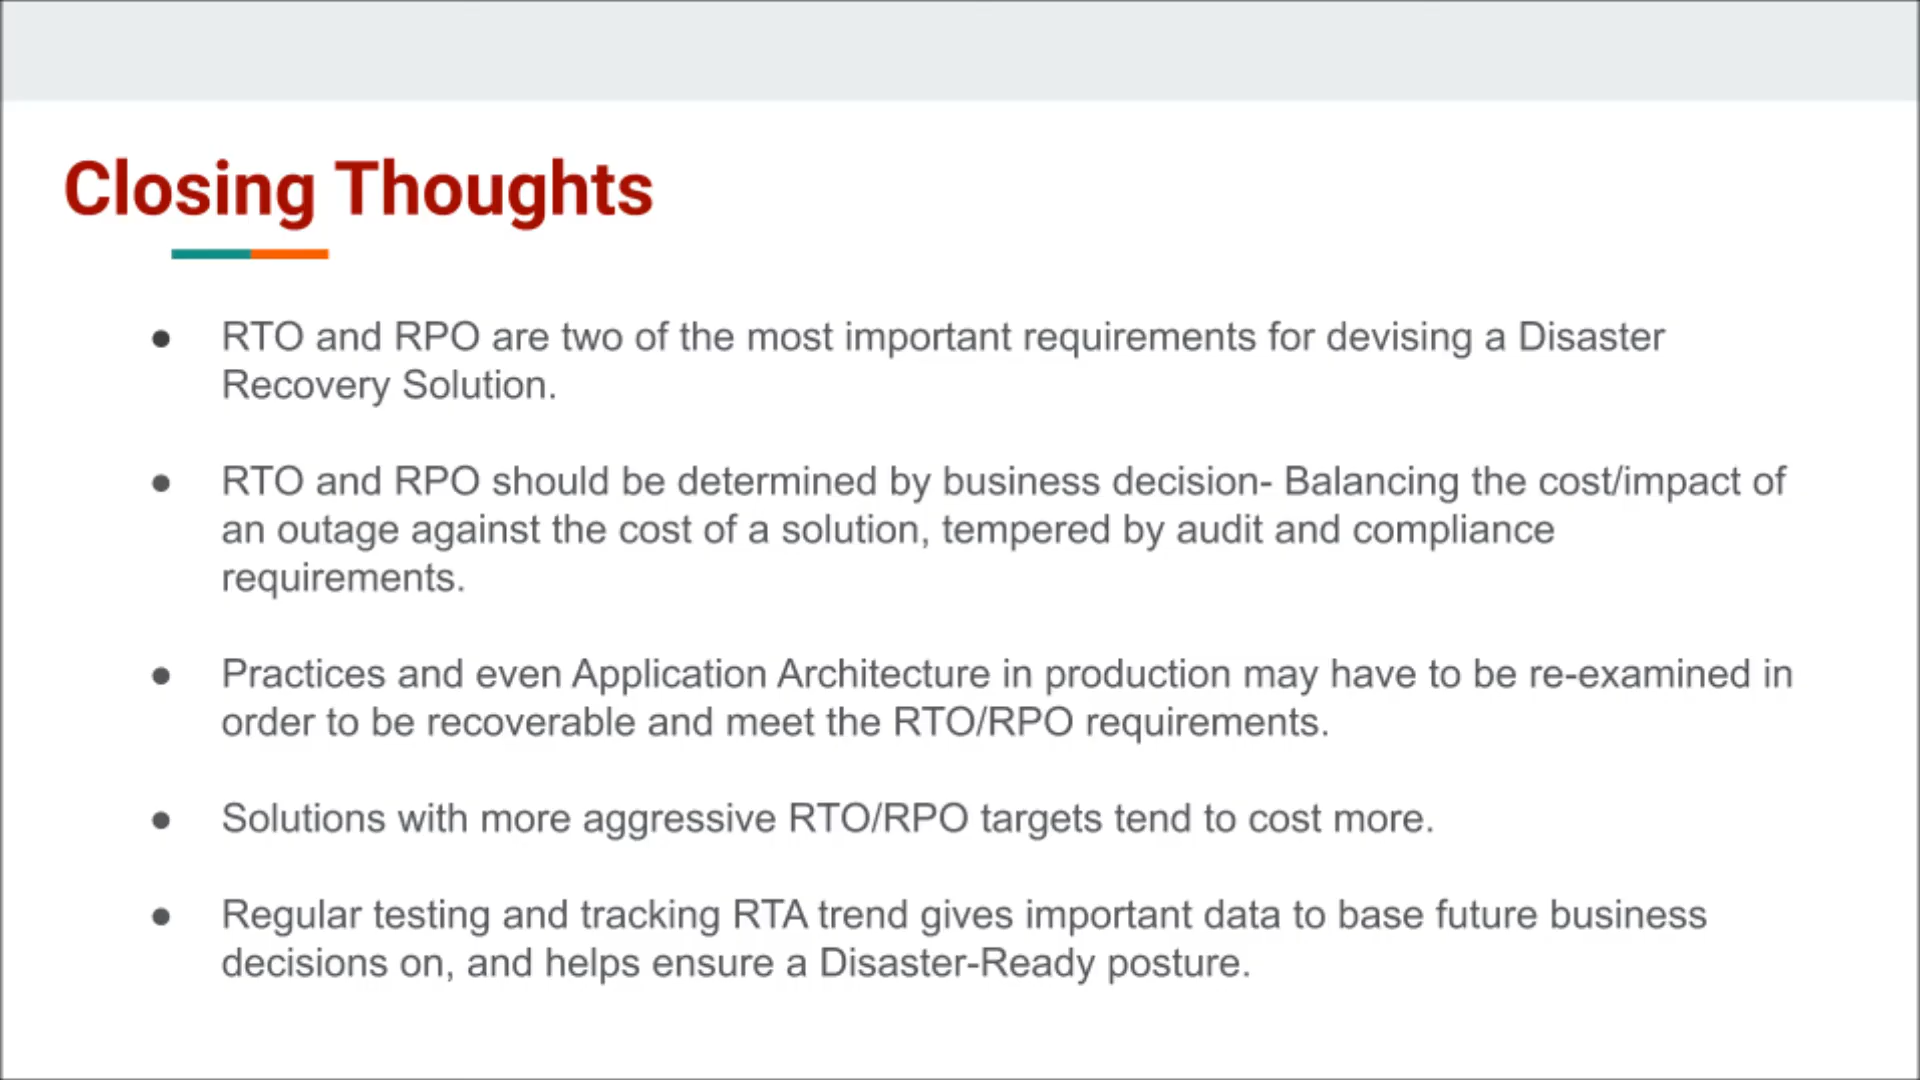 Closing Thoughts
● RTO and RPO are two of the most important requirements for devising a Disaster
Recovery Solution.
● RTO and RPO should be determined by business decision- Balancing the cost/impact of
an outage against the cost of a solution, tempered by audit and compliance
requirements.
● Practices and even Application Architecture in production may have to be re-examined in
order to be recoverable and meet the RTO/RPO requirements.
● Solutions with more aggressive RTO/RPO targets tend to cost more.
● Regular testing and tracking RTA trend gives important data to base future business
decisions on, and helps ensure a Disaster-Ready posture.